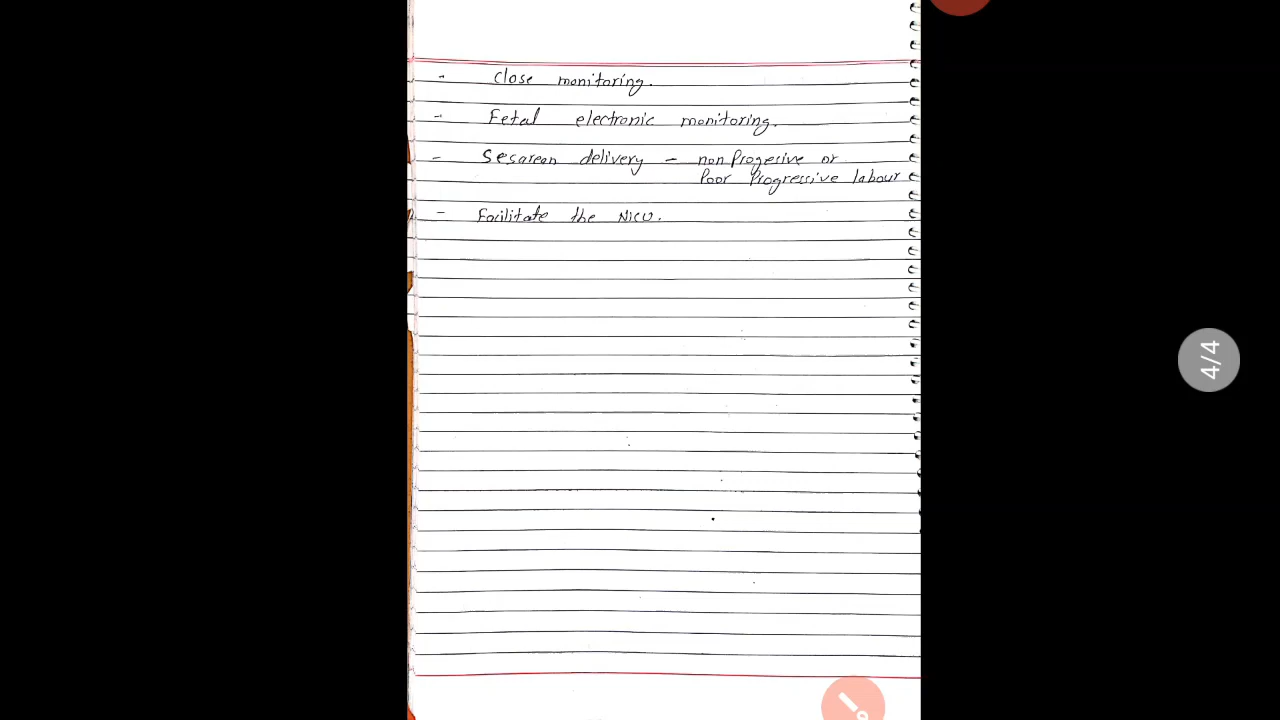 - Close monitoring.
- Fetal electronic monitoring.
- Sesarean delivery - non Progesive or
Poor Progressive labour
- Facilitate the NICU.
4/4